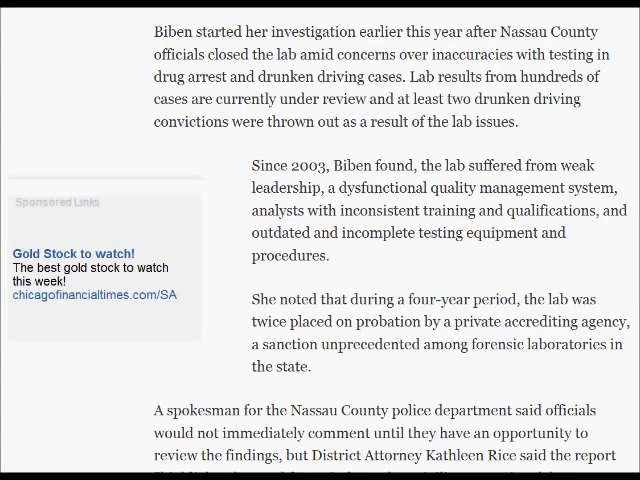 Biben started her investigation earlier this year after Nassau County
officials closed the lab amid concerns over inaccuracies with testing in
drug arrest and drunken driving cases. Lab results from hundreds of
cases are currently under review and at least two drunken driving
convictions were thrown out as a result of the lab issues.
Since 2003, Biben found, the lab suffered from weak
leadership, a dysfunctional quality management system,
analysts with inconsistent training and qualifications, and
outdated and incomplete testing equipment and
procedures.
Sponsored Links
Gold Stock to watch!
The best gold stock to watch
this week!
chicagofinancialtimes.com/SA
She noted that during a four-year period, the lab was
twice placed on probation by a private accrediting agency,
a sanction unprecedented among forensic laboratories in
the state.
A spokesman for the Nassau County police department said officials
would not immediately comment until they have an opportunity to
review the findings, but District Attorney Kathleen Rice said the report